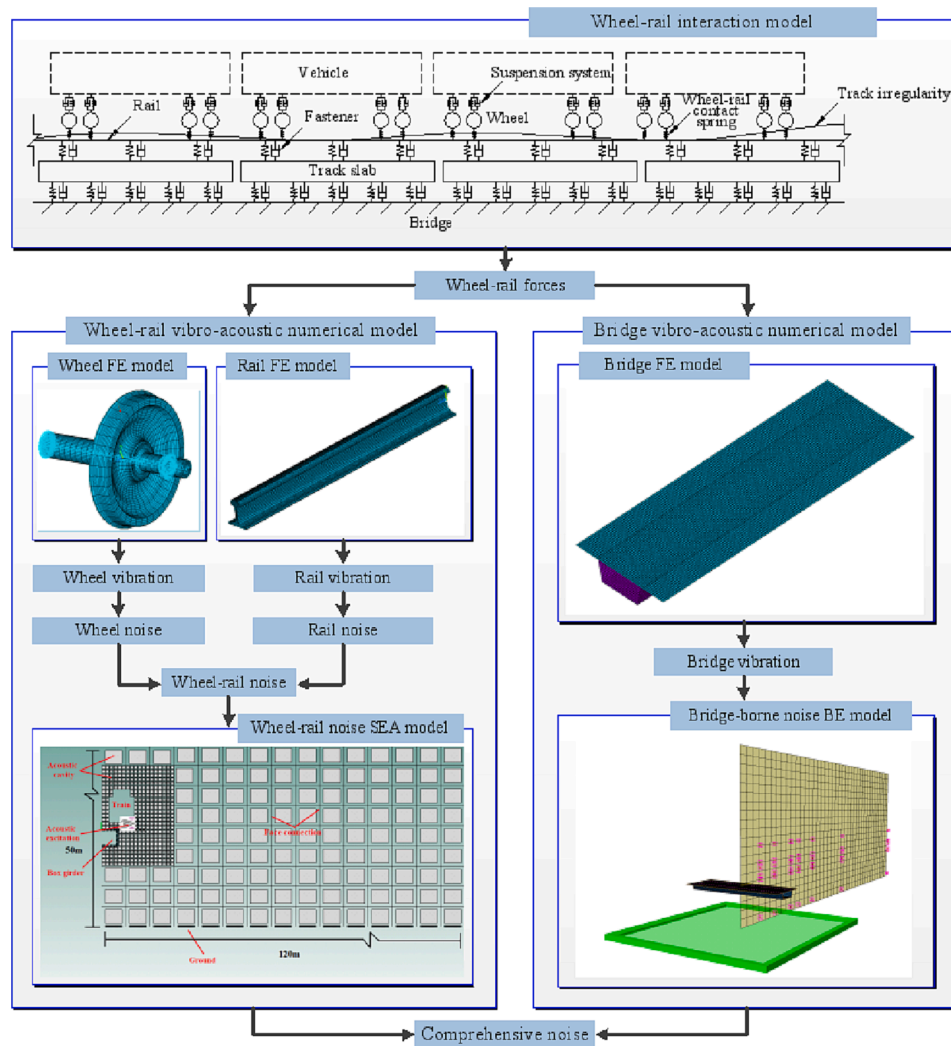 Wheel-rail interaction model
Vehicle
Suspension system
Rail
Fastener
Wheel
Wheel-rail
contact
spring
Track irregularity
Track slab
Bridge
Wheel-rail forces
Wheel-rail vibro-acoustic numerical model
Bridge vibro-acoustic numerical model
Wheel FE model
Rail FE model
Bridge FE model
Wheel vibration
Rail vibration
Wheel noise
Rail noise
Wheel-rail noise
Bridge vibration
Wheel-rail noise SEA model
Bridge-borne noise BE model
Acoustic
cavity
Train
Acoustic
excitation
50m
Box girder
Face connection
120m
Ground
Comprehensive noise